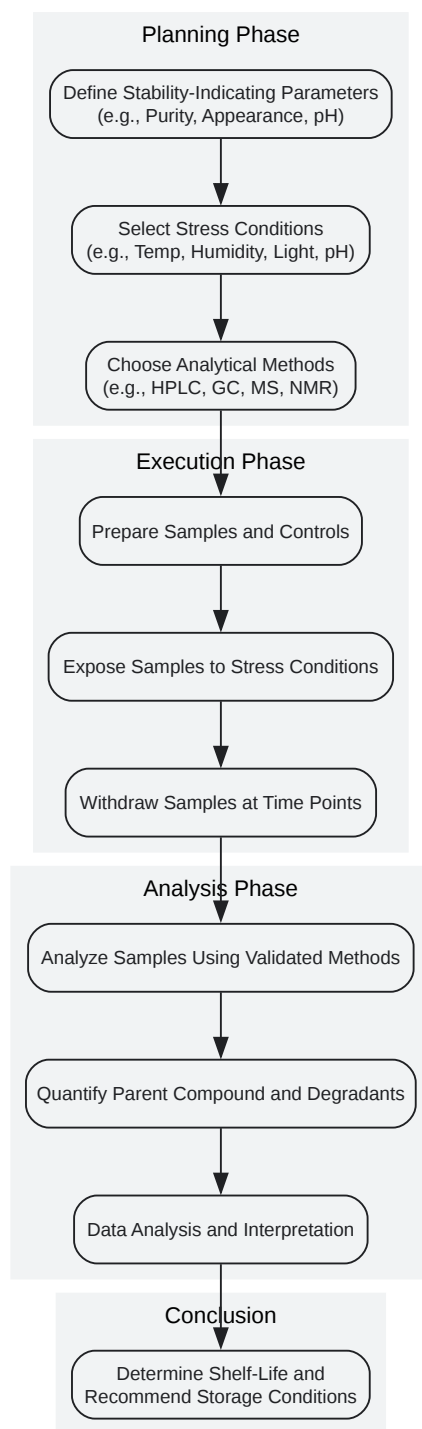 Planning Phase
Define Stability-Indicating Parameters
(e.g., Purity, Appearance, pH)
Select Stress Conditions
(e.g., Temp, Humidity, Light, pH)
Choose Analytical Methods
(e.g., HPLC, GC, MS, NMR)
Execution Phase
Prepare Samples and Controls
Expose Samples to Stress Conditions
Withdraw Samples at Time Points
Analysis Phase
Analyze Samples Using Validated Methods
Quantify Parent Compound and Degradants
Data Analysis and Interpretation
Conclusion
Determine Shelf-Life and
Recommend Storage Conditions